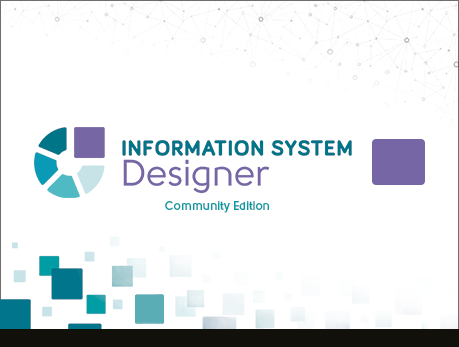 INFORMATION SYSTEM
Designer
Community Edition